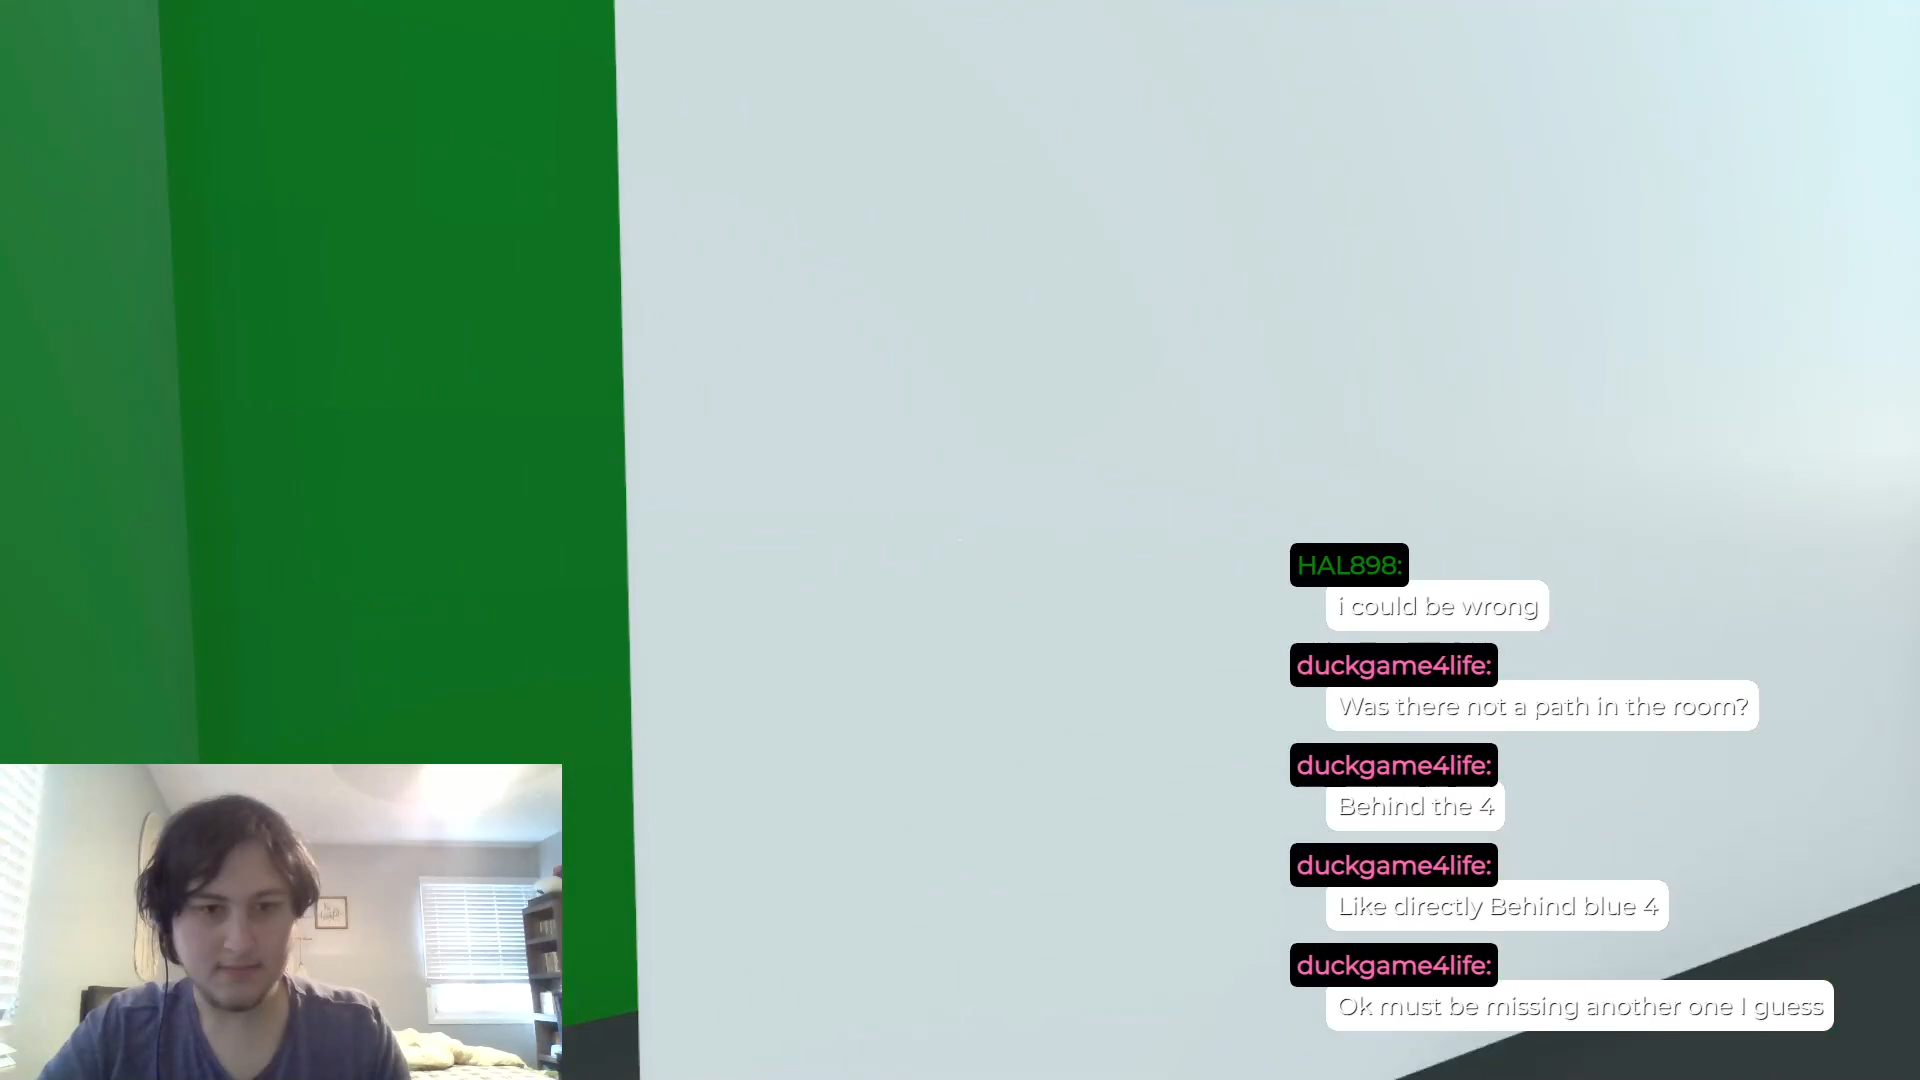 HAL898:
i could be wrong
duckgame4life:
Was there not a path in the room?
duckgame4life:
Behind the 4
duckgame4life:
Like directly Behind blue 4
duckgame4life:
Ok must be missing another one I guess